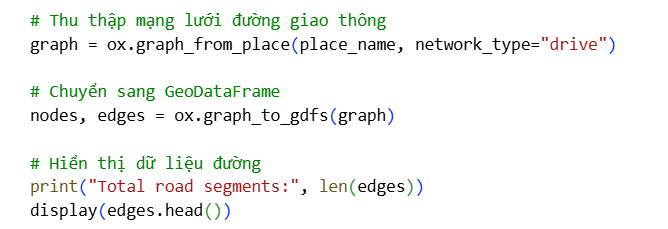 # Thu thập mạng lưới đường giao thông
graph = ox.graph_from_place(place_name, network_type="drive")
# Chuyển sang GeoDataFrame
nodes, edges = ox.graph_to_gdfs(graph)
# Hiển thị dữ liệu đường
print("Total road segments:", len(edges))
display(edges.head())